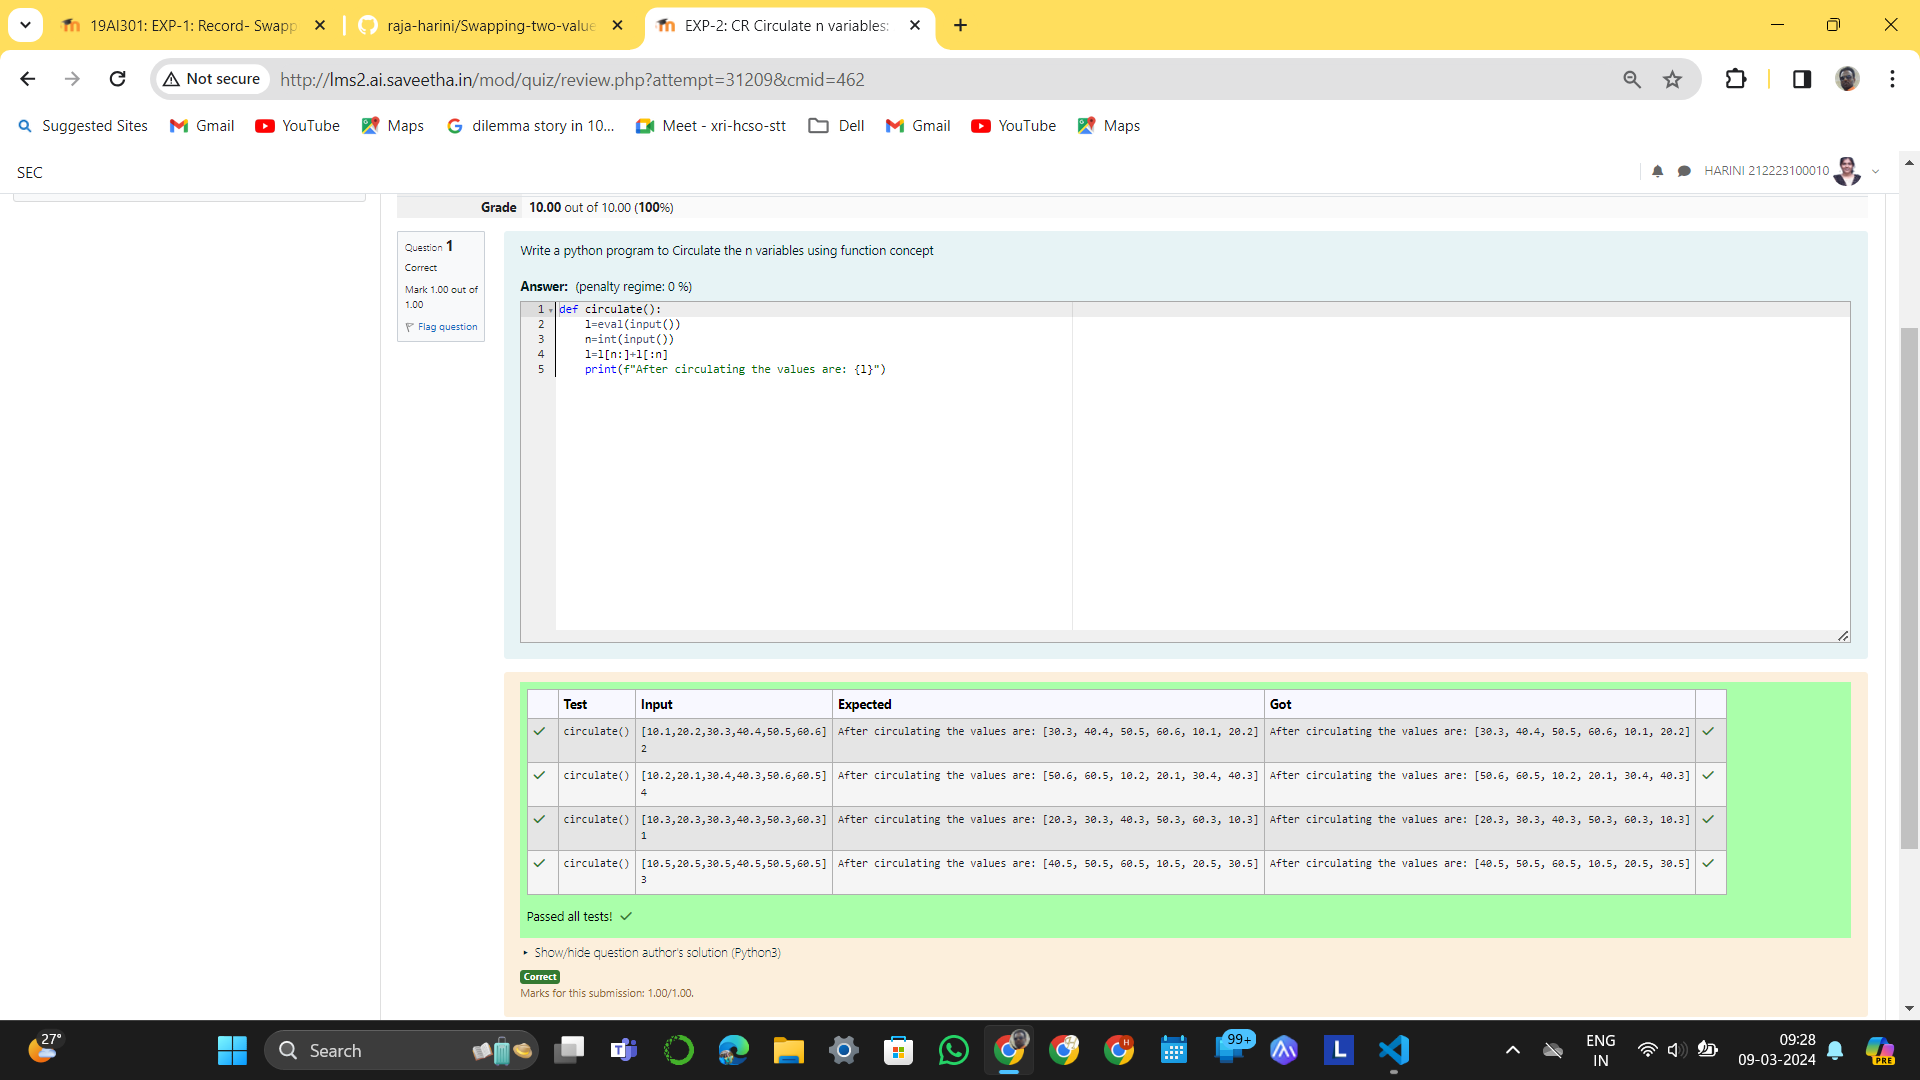 19AI301: EXP-1: Record- Swapp
raja-harini/Swapping-two-value
EXP-2: CR Circulate n variables:
Not secure
http://lms2.ai.saveetha.in/mod/quiz/review.php?attempt=31209&cmid=462
Suggested Sites
Gmail
YouTube
Maps
dilemma story in 10...
Meet - xri-hcso-stt
Dell
Gmail
YouTube
Maps
SEC
HARINI 212223100010
Grade 10.00 out of 10.00 (100%)
Question 1
Correct
Mark 1.00 out of
1.00
Flag question
Write a python program to Circulate the n variables using function concept
Answer: (penalty regime: 0 %)
1 def circulate():
2 l=eval(input())
3 n=int(input())
4 l=l[n:]+l[:n]
5 print(f"After circulating the values are: {l}")
Test Input Expected Got
circulate() [10.1,20.2,30.3,40.4,50.5,60.6] After circulating the values are: [30.3, 40.4, 50.5, 60.6, 10.1, 20.2] After circulating the values are: [30.3, 40.4, 50.5, 60.6, 10.1, 20.2]
2
circulate() [10.2,20.1,30.4,40.3,50.6,60.5] After circulating the values are: [50.6, 60.5, 10.2, 20.1, 30.4, 40.3] After circulating the values are: [50.6, 60.5, 10.2, 20.1, 30.4, 40.3]
4
circulate() [10.3,20.3,30.3,40.3,50.3,60.3] After circulating the values are: [20.3, 30.3, 40.3, 50.3, 60.3, 10.3] After circulating the values are: [20.3, 30.3, 40.3, 50.3, 60.3, 10.3]
1
circulate() [10.5,20.5,30.5,40.5,50.5,60.5] After circulating the values are: [40.5, 50.5, 60.5, 10.5, 20.5, 30.5] After circulating the values are: [40.5, 50.5, 60.5, 10.5, 20.5, 30.5]
3
Passed all tests!
Show/hide question author's solution (Python3)
Correct
Marks for this submission: 1.00/1.00.
27°
Search
H
99+
L
ENG
IN
09:28
09-03-2024
PRE